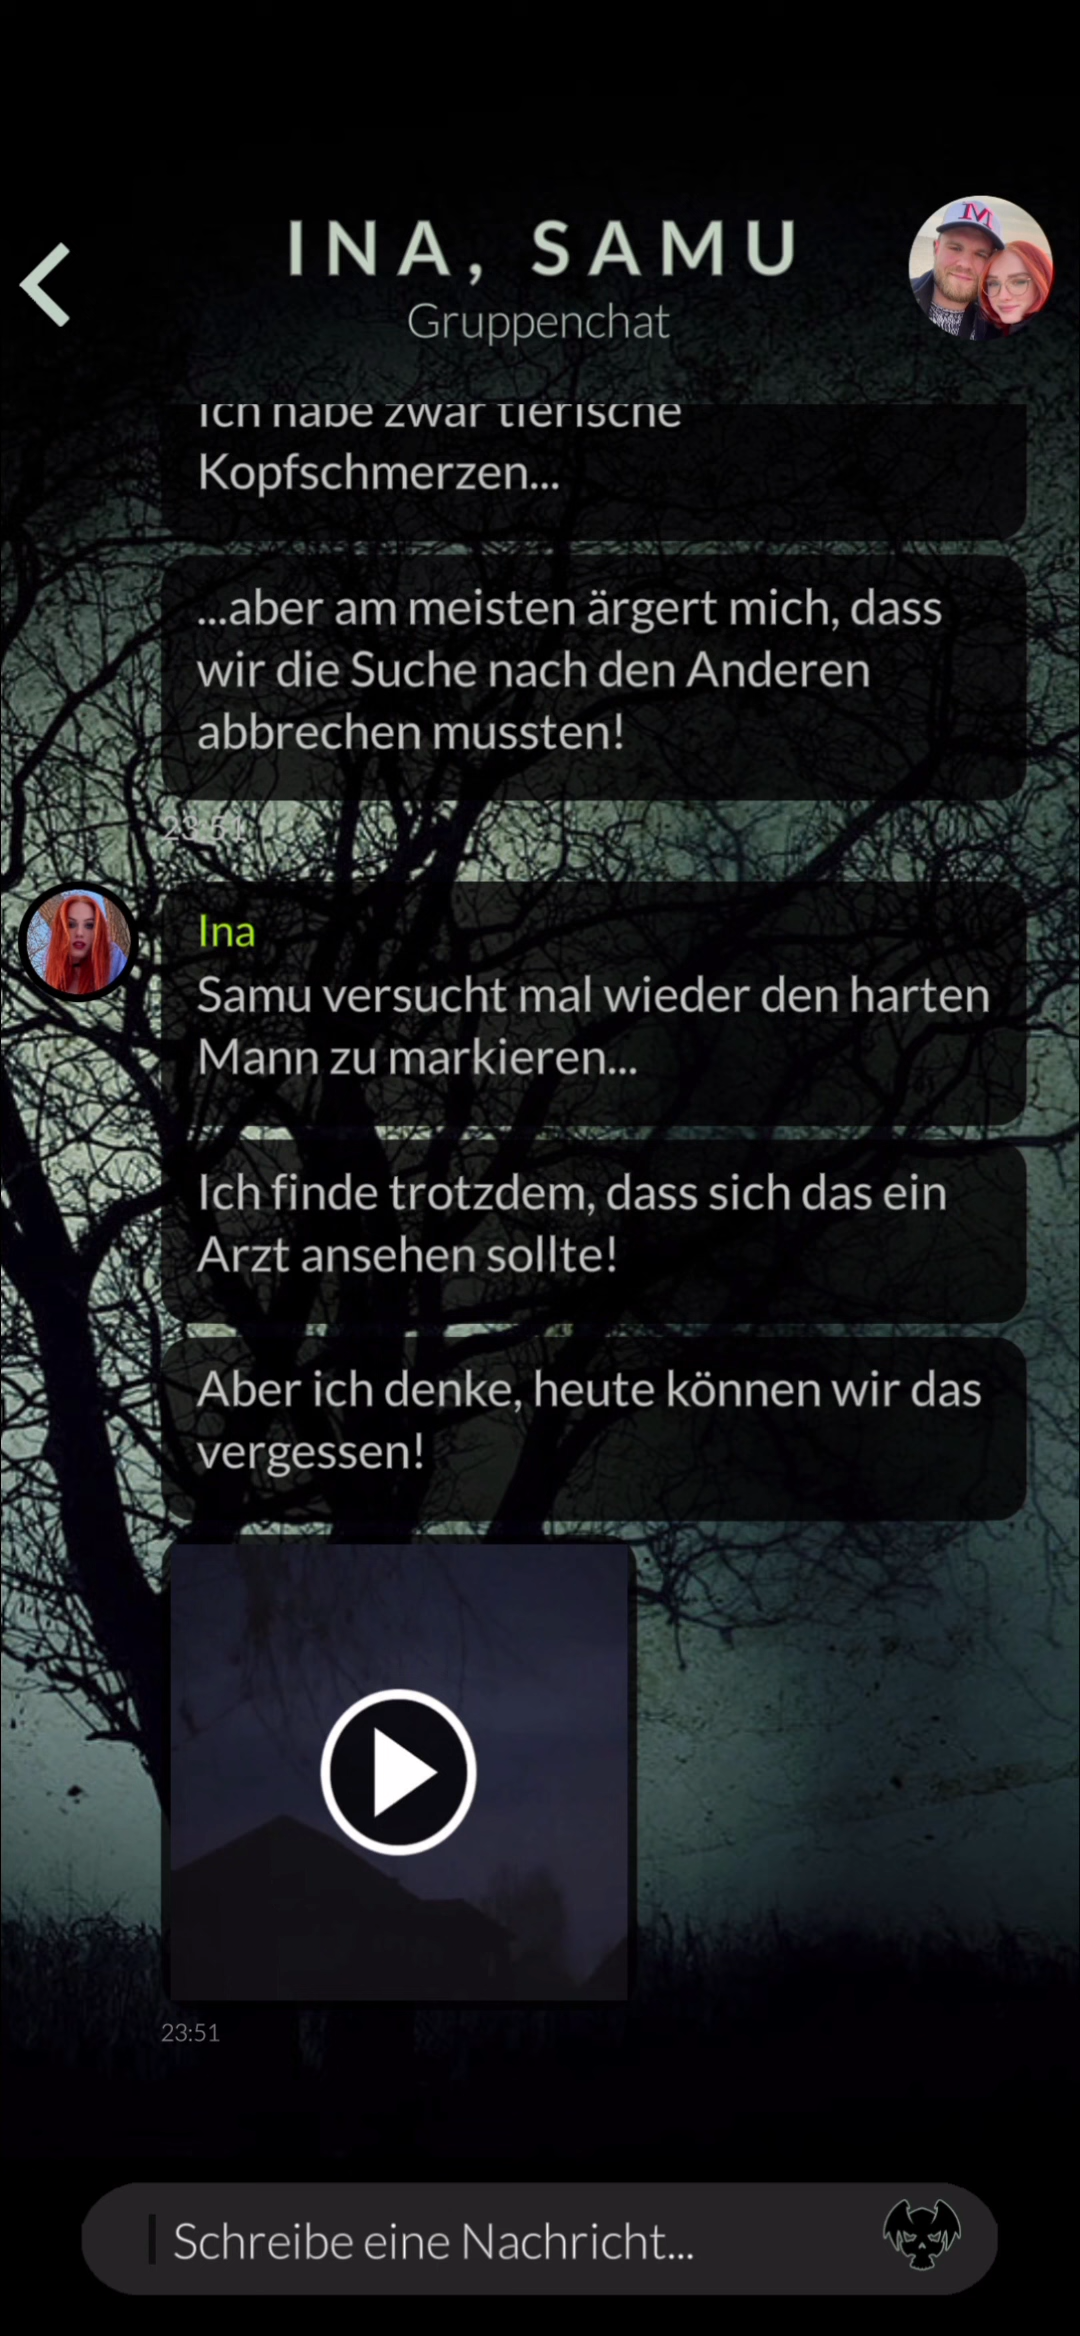 INA, SAMU
Gruppenchat
Ich habe zwar tierische
Kopfschmerzen...
...aber am meisten ärgert mich, dass
wir die Suche nach den Anderen
abbrechen mussten!
23:51
Ina
Samu versucht mal wieder den harten
Mann zu markieren...
Ich finde trotzdem, dass sich das ein
Arzt ansehen sollte!
Aber ich denke, heute können wir das
vergessen!
23:51
Schreibe eine Nachricht...